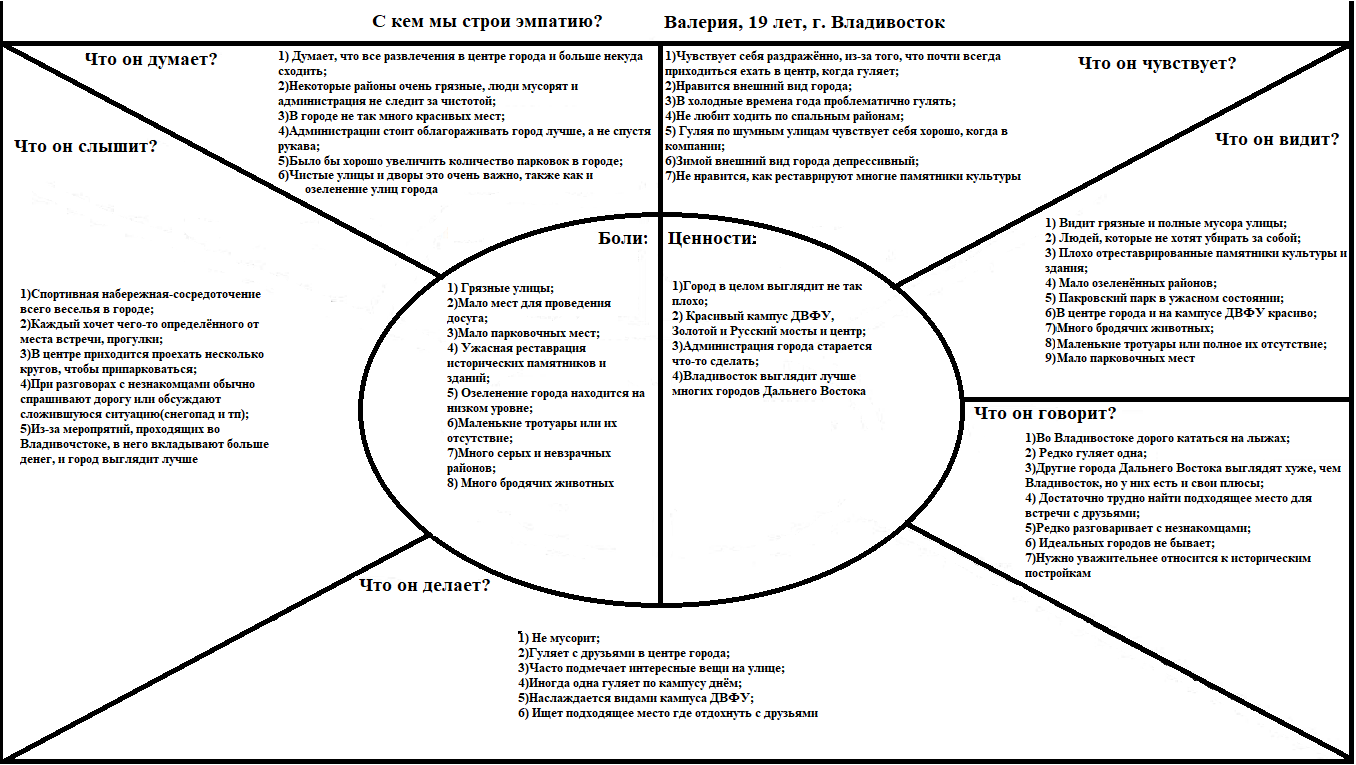 С кем мы строи эмпатию?
Валерия, 19 лет, г. Владивосток
Что он думает?
1) Думает, что все развлечения в центре города и больше некуда
сходить;
2)Некоторые районы очень грязные, люди мусорят и
администрация не следит за чистотой;
3)В городе не так много красивых мест;
4)Администрации стоит облагораживать город лучше, а не спустя
рукава;
5)Было бы хорошо увеличить количество парковок в городе;
6)Чистые улицы и дворы это очень важно, также как и
озеленение улиц города
Что он чувствует?
1)Чувствует себя раздражённо, из-за того, что почти всегда
приходиться ехать в центр, когда гуляет;
2)Нравится внешний вид города;
3)В холодные времена года проблематично гулять;
4)Не любит ходить по спальным районам;
5) Гуляя по шумным улицам чувствует себя хорошо, когда в
компании;
6)Зимой внешний вид города депрессивный;
7)Не нравится, как реставрируют многие памятники культуры
Что он слышит?
1)Спортивная набережная-сосредоточение
всего веселья в городе;
2)Каждый хочет чего-то определённого от
места встречи, прогулки;
3)В центре приходится проехать несколько
кругов, чтобы припарковаться;
4)При разговорах с незнакомцами обычно
спрашивают дорогу или обсуждают
сложившуюся ситуацию(снегопад и тп);
5)Из-за меропрятий, проходящих во
Владивочстоке, в него вкладывают больше
денег, и город выглядит лучше
Боли:
1) Грязные улицы;
2)Мало мест для проведения
досуга;
3)Мало парковочных мест;
4) Ужасная реставрация
исторических памятников и
зданий;
5) Озеленение города находится на
низком уровне;
6)Маленькие тротуары или их
отсутствие;
7)Много серых и невзрачных
районов;
8) Много бродячих животных
Ценности:
1)Город в целом выглядит не так
плохо;
2) Красивый кампус ДВФУ,
Золотой и Русский мосты и центр;
3)Администрация города старается
что-то сделать;
4)Владивосток выглядит лучше
многих городов Дальнего Востока
Что он видит?
1) Видит грязные и полные мусора улицы;
2) Людей, которые не хотят убирать за собой;
3) Плохо отреставрированные памятники культуры и
здания;
4) Мало озеленённых районов;
5) Пакровский парк в ужасном состоянии;
6)В центре города и на кампусе ДВФУ красиво;
7)Много бродячих животных;
8)Маленькие тротуары или полное их отсутствие;
9)Мало парковочных мест
Что он говорит?
1)Во Владивостоке дорого кататься на лыжах;
2) Редко гуляет одна;
3)Другие города Дальнего Востока выглядят хуже, чем
Владивосток, но у них есть и свои плюсы;
4) Достаточно трудно найти подходящее место для
встречи с друзьями;
5)Редко разговаривает с незнакомцами;
6) Идеальных городов не бывает;
7)Нужно уважительнее относится к историческим
постройкам
Что он делает?
1) Не мусорит;
2)Гуляет с друзьями в центре города;
3)Часто подмечает интересные вещи на улице;
4)Иногда одна гуляет по кампусу днём;
5)Наслаждается видами кампуса ДВФУ;
6) Ищет подходящее место где отдохнуть с друзьями